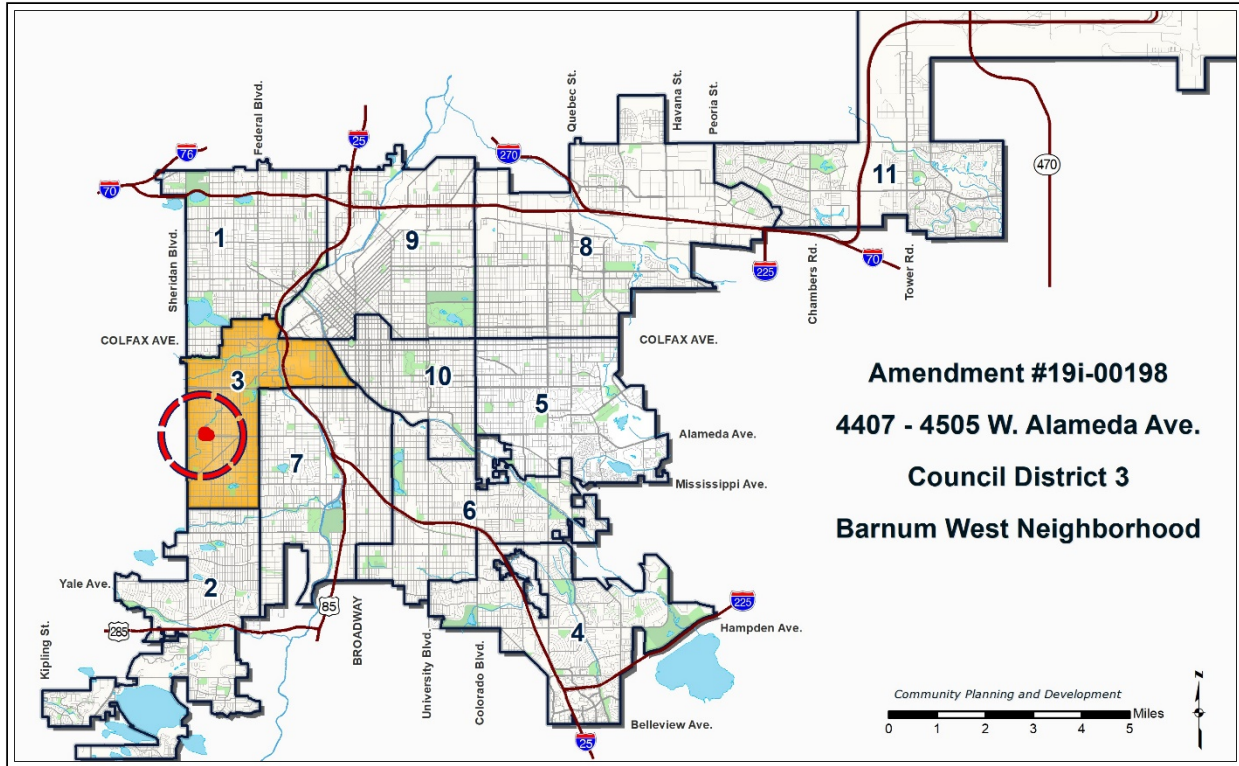 Federal Blvd.
Quebec St.
Havana St.
Peoria St.
25
76
270
70
470
11
1
9
8
Sheridan Blvd.
225
Chambers Rd.
70
Tower Rd.
COLFAX AVE.
COLFAX AVE.
3
10
5
Amendment #19i-00198
4407 - 4505 W. Alameda Ave.
Council District 3
Barnum West Neighborhood
Alameda Ave.
7
Mississippi Ave.
6
Yale Ave.
2
85
BROADWAY
225
285
University Blvd.
Colorado Blvd.
4
Hampden Ave.
Kipling St.
Belleview Ave.
25
Community Planning and Development
0 1 2 3 4 5 Miles
N